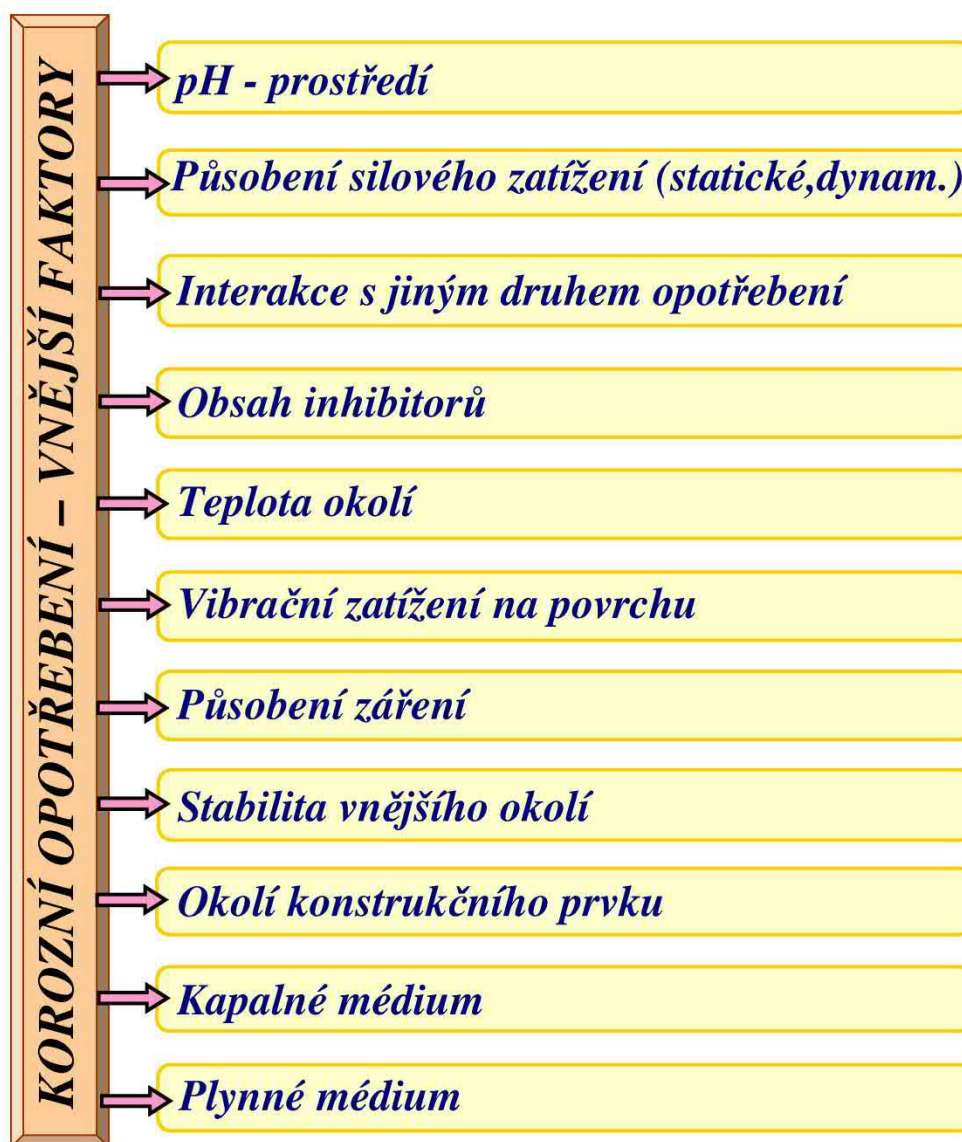 KOROZNÍ OPOTŘEBENÍ – VNĚJŠÍ FAKTORY
pH - prostředí
Působení silového zatížení (statické,dynam.)
Interakce s jiným druhem opotřebení
Obsah inhibitorů
Teplota okolí
Vibrační zatížení na povrchu
Působení záření
Stabilita vnějšího okolí
Okolí konstrukčního prvku
Kapalné médium
Plynné médium